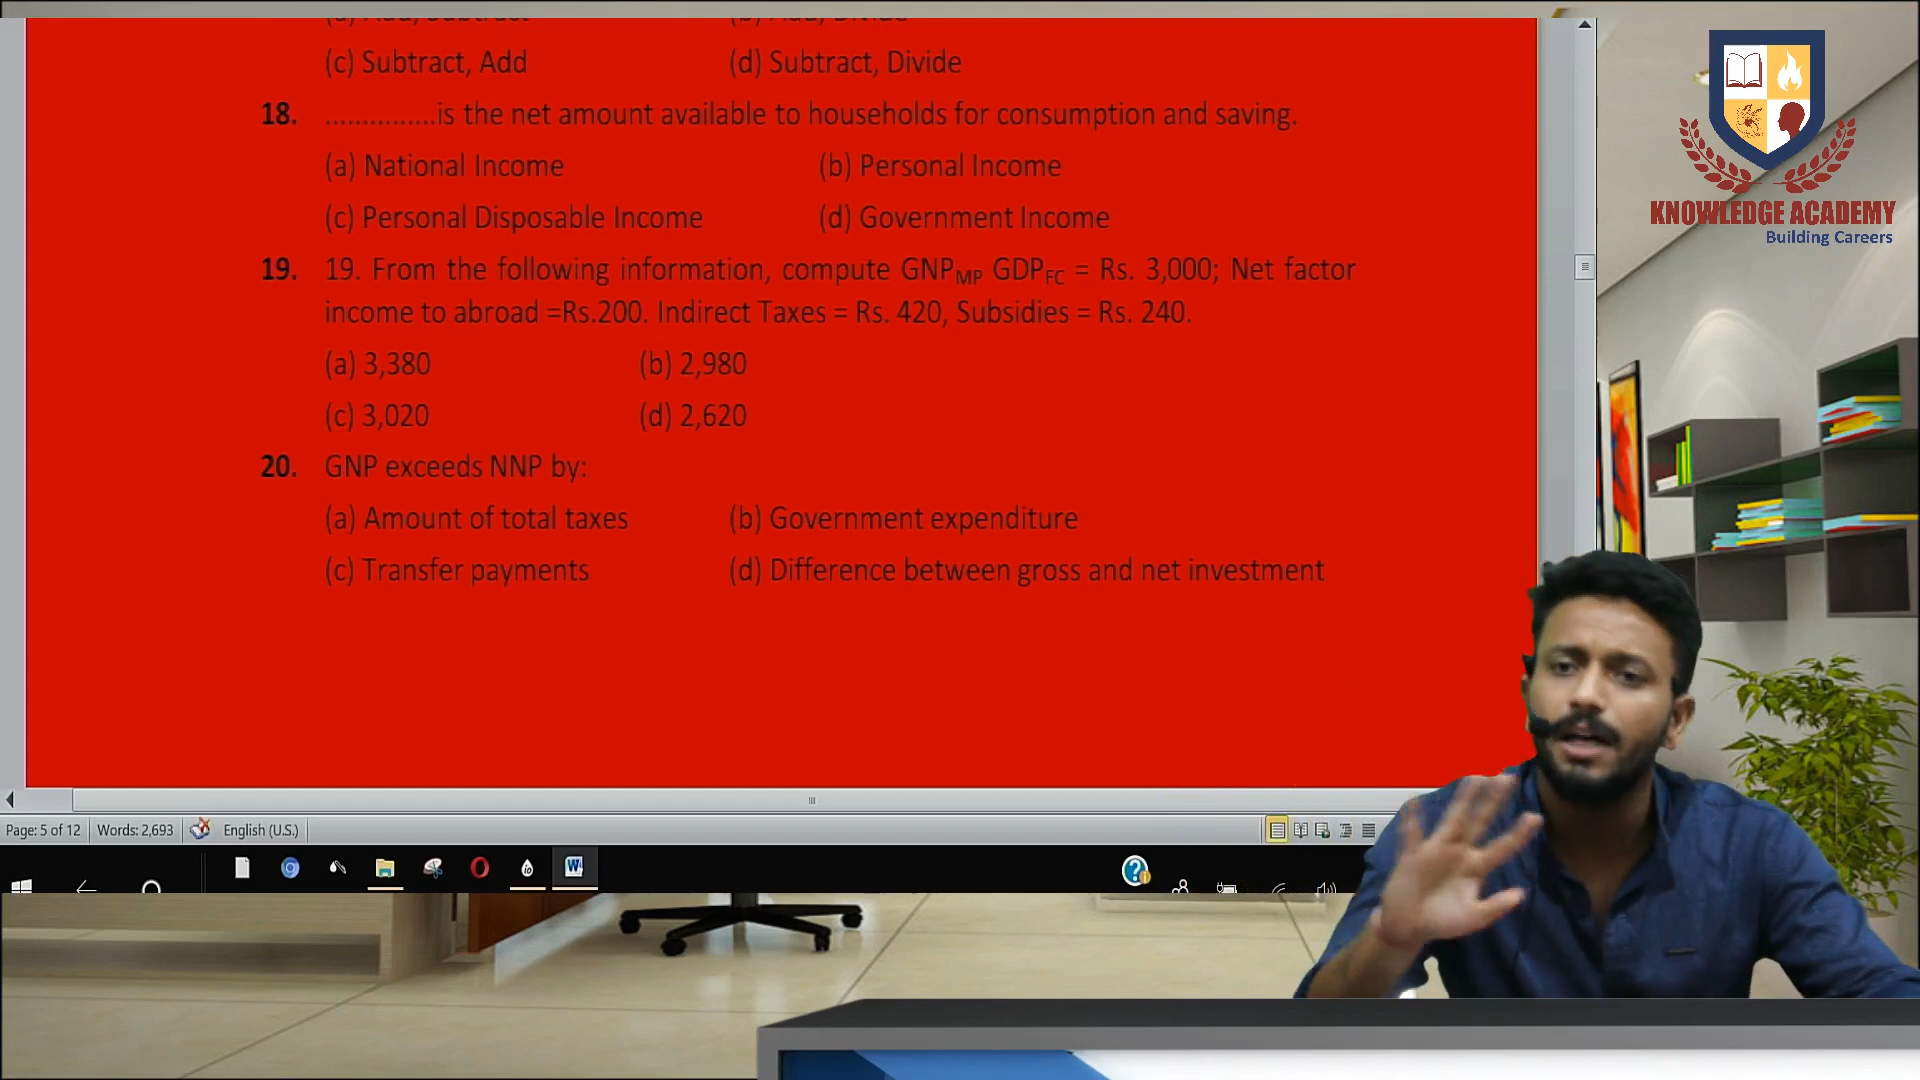 (a) Add, Subtract (b) Add, Divide
(c) Subtract, Add (d) Subtract, Divide
18. ...............is the net amount available to households for consumption and saving.
(a) National Income (b) Personal Income
(c) Personal Disposable Income (d) Government Income
19. 19. From the following information, compute GNPMP GDPFC = Rs. 3,000; Net factor
income to abroad =Rs.200. Indirect Taxes = Rs. 420, Subsidies = Rs. 240.
(a) 3,380 (b) 2,980
(c) 3,020 (d) 2,620
20. GNP exceeds NNP by:
(a) Amount of total taxes (b) Government expenditure
(c) Transfer payments (d) Difference between gross and net investment
Page: 5 of 12 Words: 2,693 English (U.S.)
KNOWLEDGE ACADEMY
Building Careers